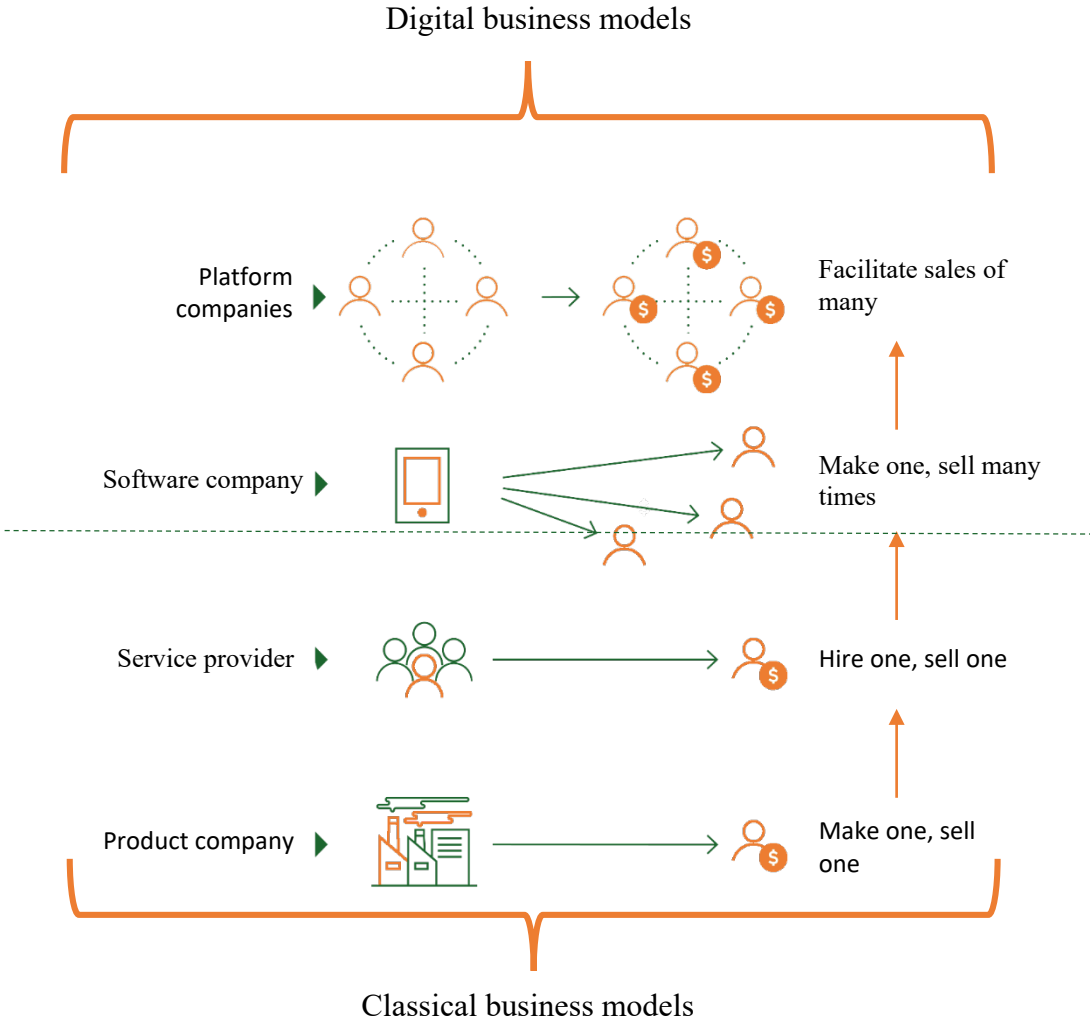 Digital business models
Platform
companies
$
$
$
$
Facilitate sales of
many
Software company
Make one, sell many
times
Service provider
$
Hire one, sell one
Product company
$
Make one, sell
one
Classical business models